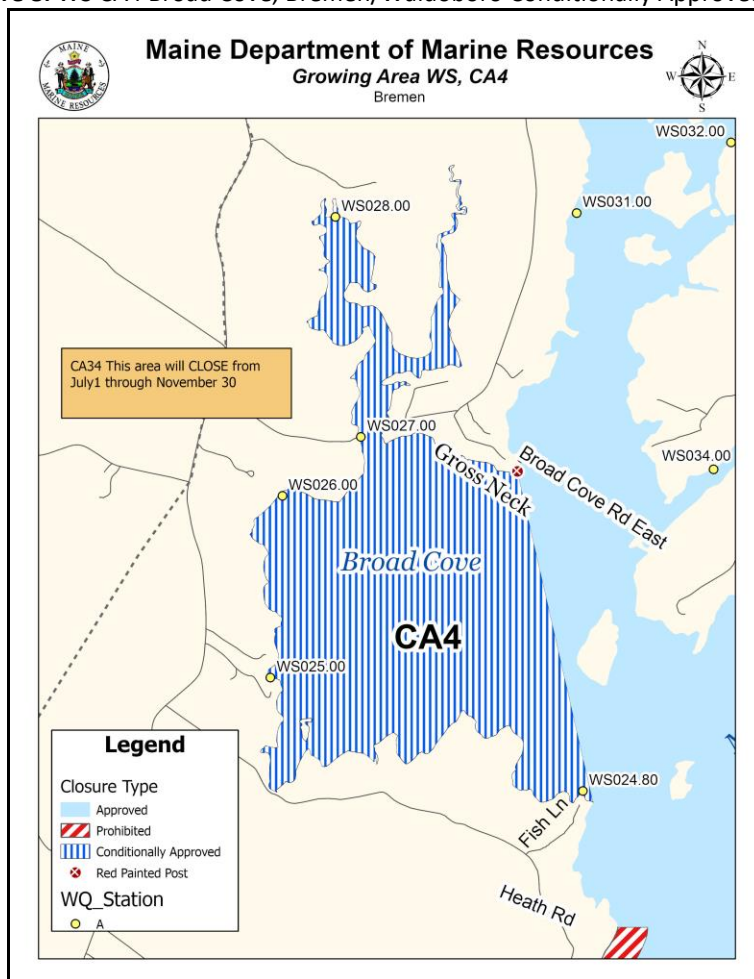 Maine Department of Marine Resources
Growing Area WS, CA4
Bremen
MAINE
MARINE RESOURCES
N
W
E
S
WS032.00
WS031.00
WS028.00
CA34 This area will CLOSE from
July1 through November 30
WS027.00
Gross Neck
Broad Cove Rd East
WS034.00
WS026.00
Broad Cove
CA4
WS025.00
WS024.80
Fish Ln
Heath Rd
Legend
Closure Type
Approved
Prohibited
Conditionally Approved
Red Painted Post
WQ_Station
A